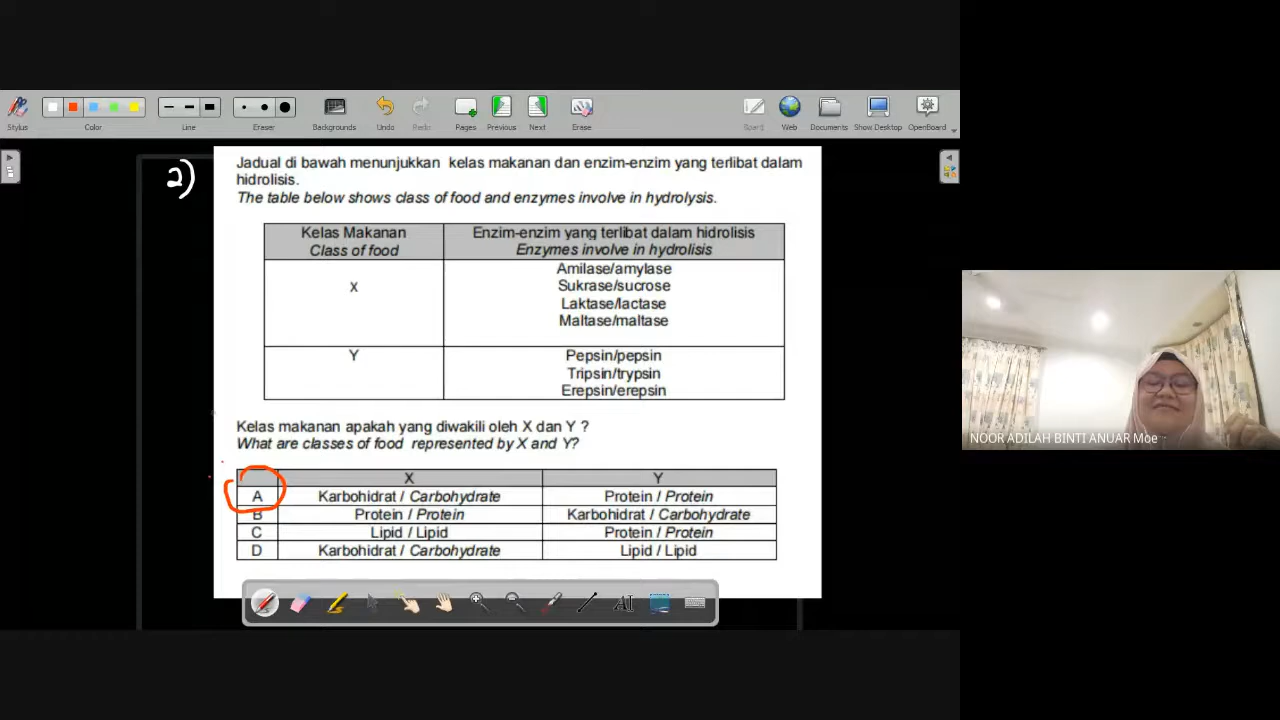 Stylus
Color
Line
Eraser
Backgrounds
Undo
Redo
Pages
Previous
Next
Erase
Board
Web
Documents
Show Desktop
OpenBoard
2)
Jadual di bawah menunjukkan kelas makanan dan enzim-enzim yang terlibat dalam
hidrolisis.
The table below shows class of food and enzymes involve in hydrolysis.
Kelas Makanan
Class of food
Enzim-enzim yang terlibat dalam hidrolisis
Enzymes involve in hydrolisis
X
Amilase/amylase
Sukrase/sucrose
Laktase/lactase
Maltase/maltase
Y
Pepsin/pepsin
Tripsin/trypsin
Erepsin/erepsin
Kelas makanan apakah yang diwakili oleh X dan Y ?
What are classes of food represented by X and Y?
X Y
A Karbohidrat / Carbohydrate Protein / Protein
B Protein / Protein Karbohidrat / Carbohydrate
C Lipid / Lipid Protein / Protein
D Karbohidrat / Carbohydrate Lipid / Lipid
AI
NOOR ADILAH BINTI ANUAR Moe